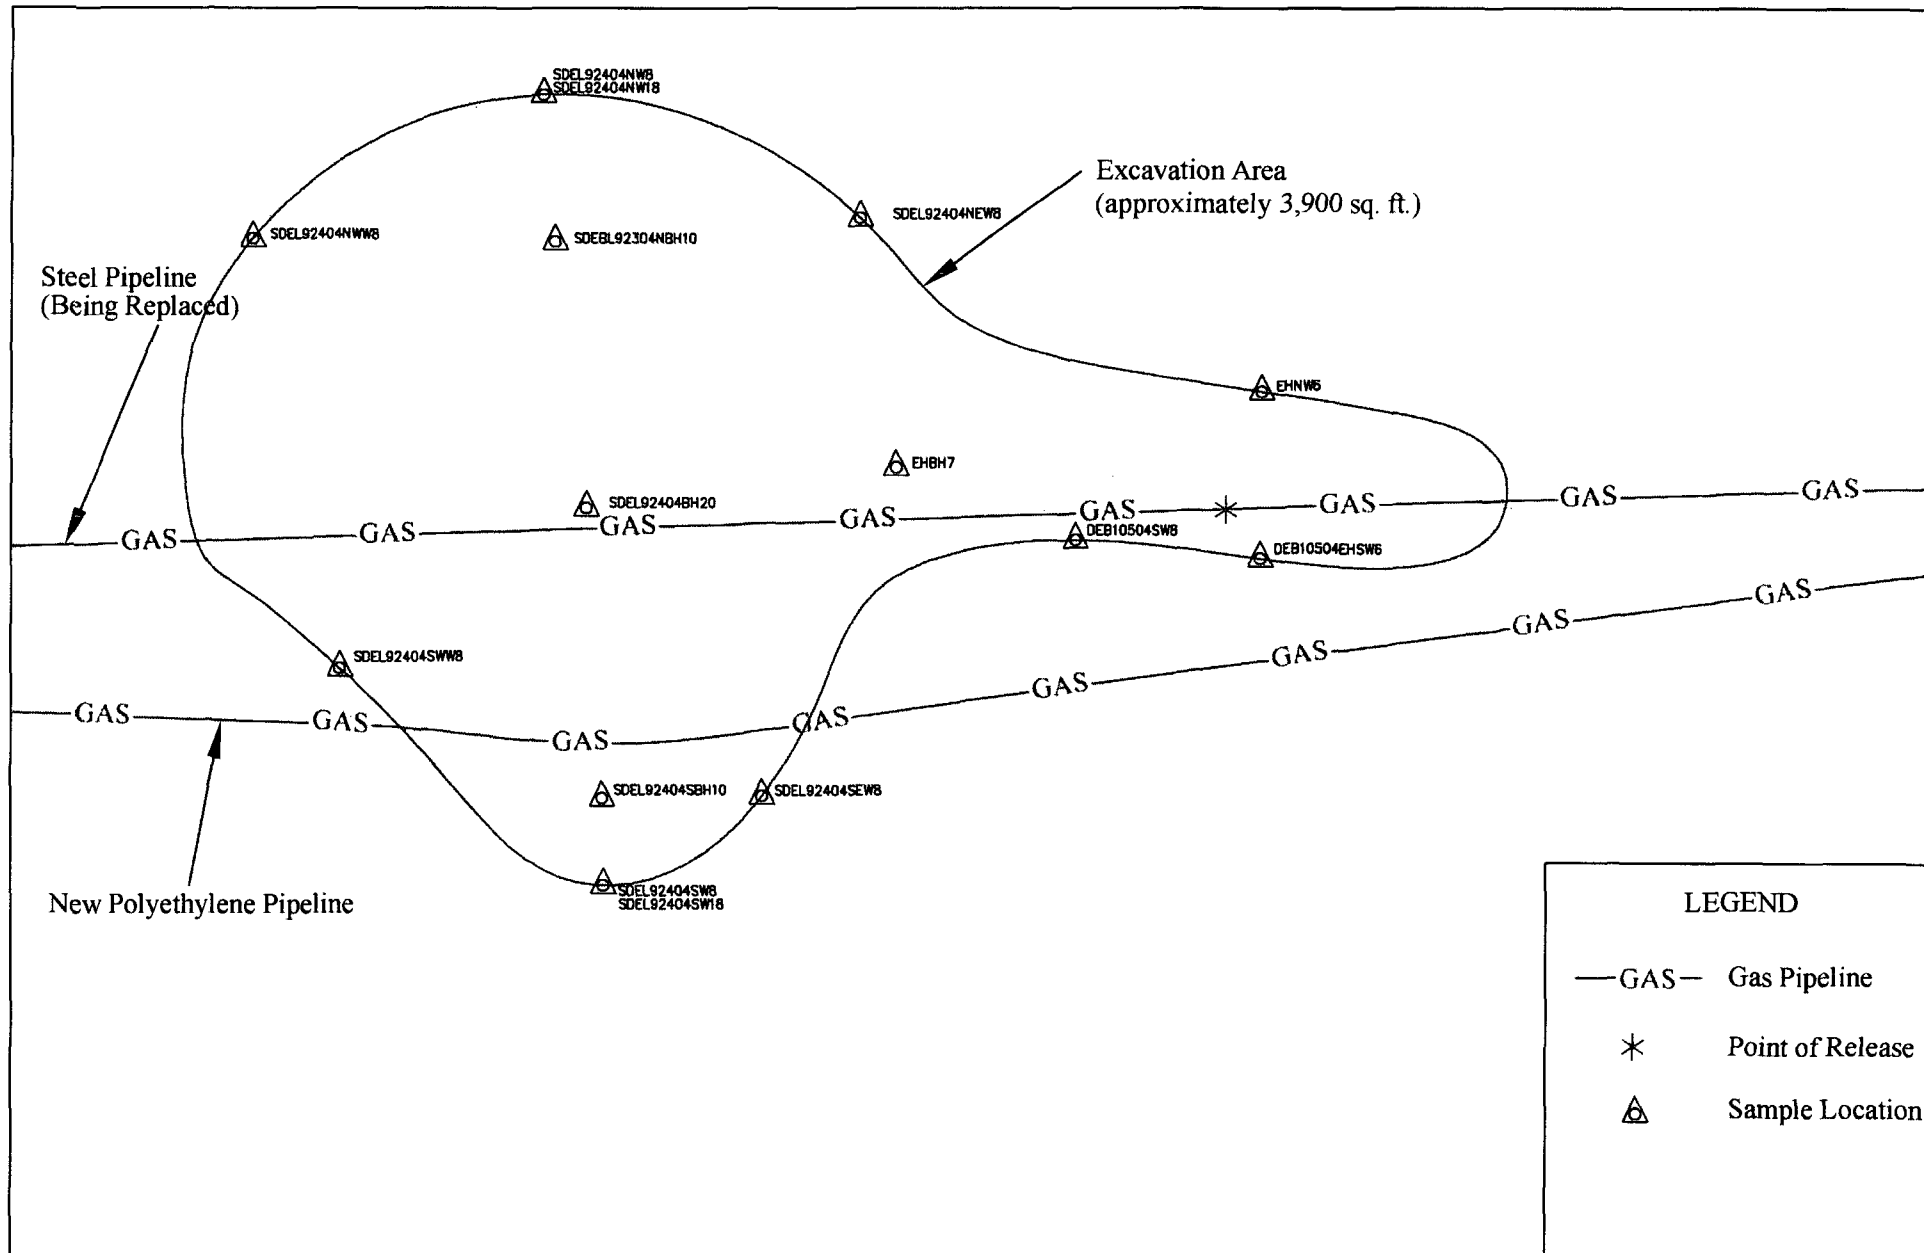 SDEL92404NW8
SDEL92404NW18
Excavation Area
(approximately 3,900 sq. ft.)
SDEL92404NEW8
SDEL92404NWW8
SDEBL92304NBH10
Steel Pipeline
(Being Replaced)
EHNW6
EHBH7
SDEL92404BH20
GAS GAS GAS GAS GAS GAS GAS GAS
DEB10504SW8
DEB10504EHSW6
SDEL92404SWW8
GAS GAS GAS GAS GAS GAS GAS GAS
SDEL92404SBH10
SDEL92404SEW8
SDEL92404SW8
SDEL92404SW18
New Polyethylene Pipeline
LEGEND
GAS Gas Pipeline
Point of Release
Sample Location